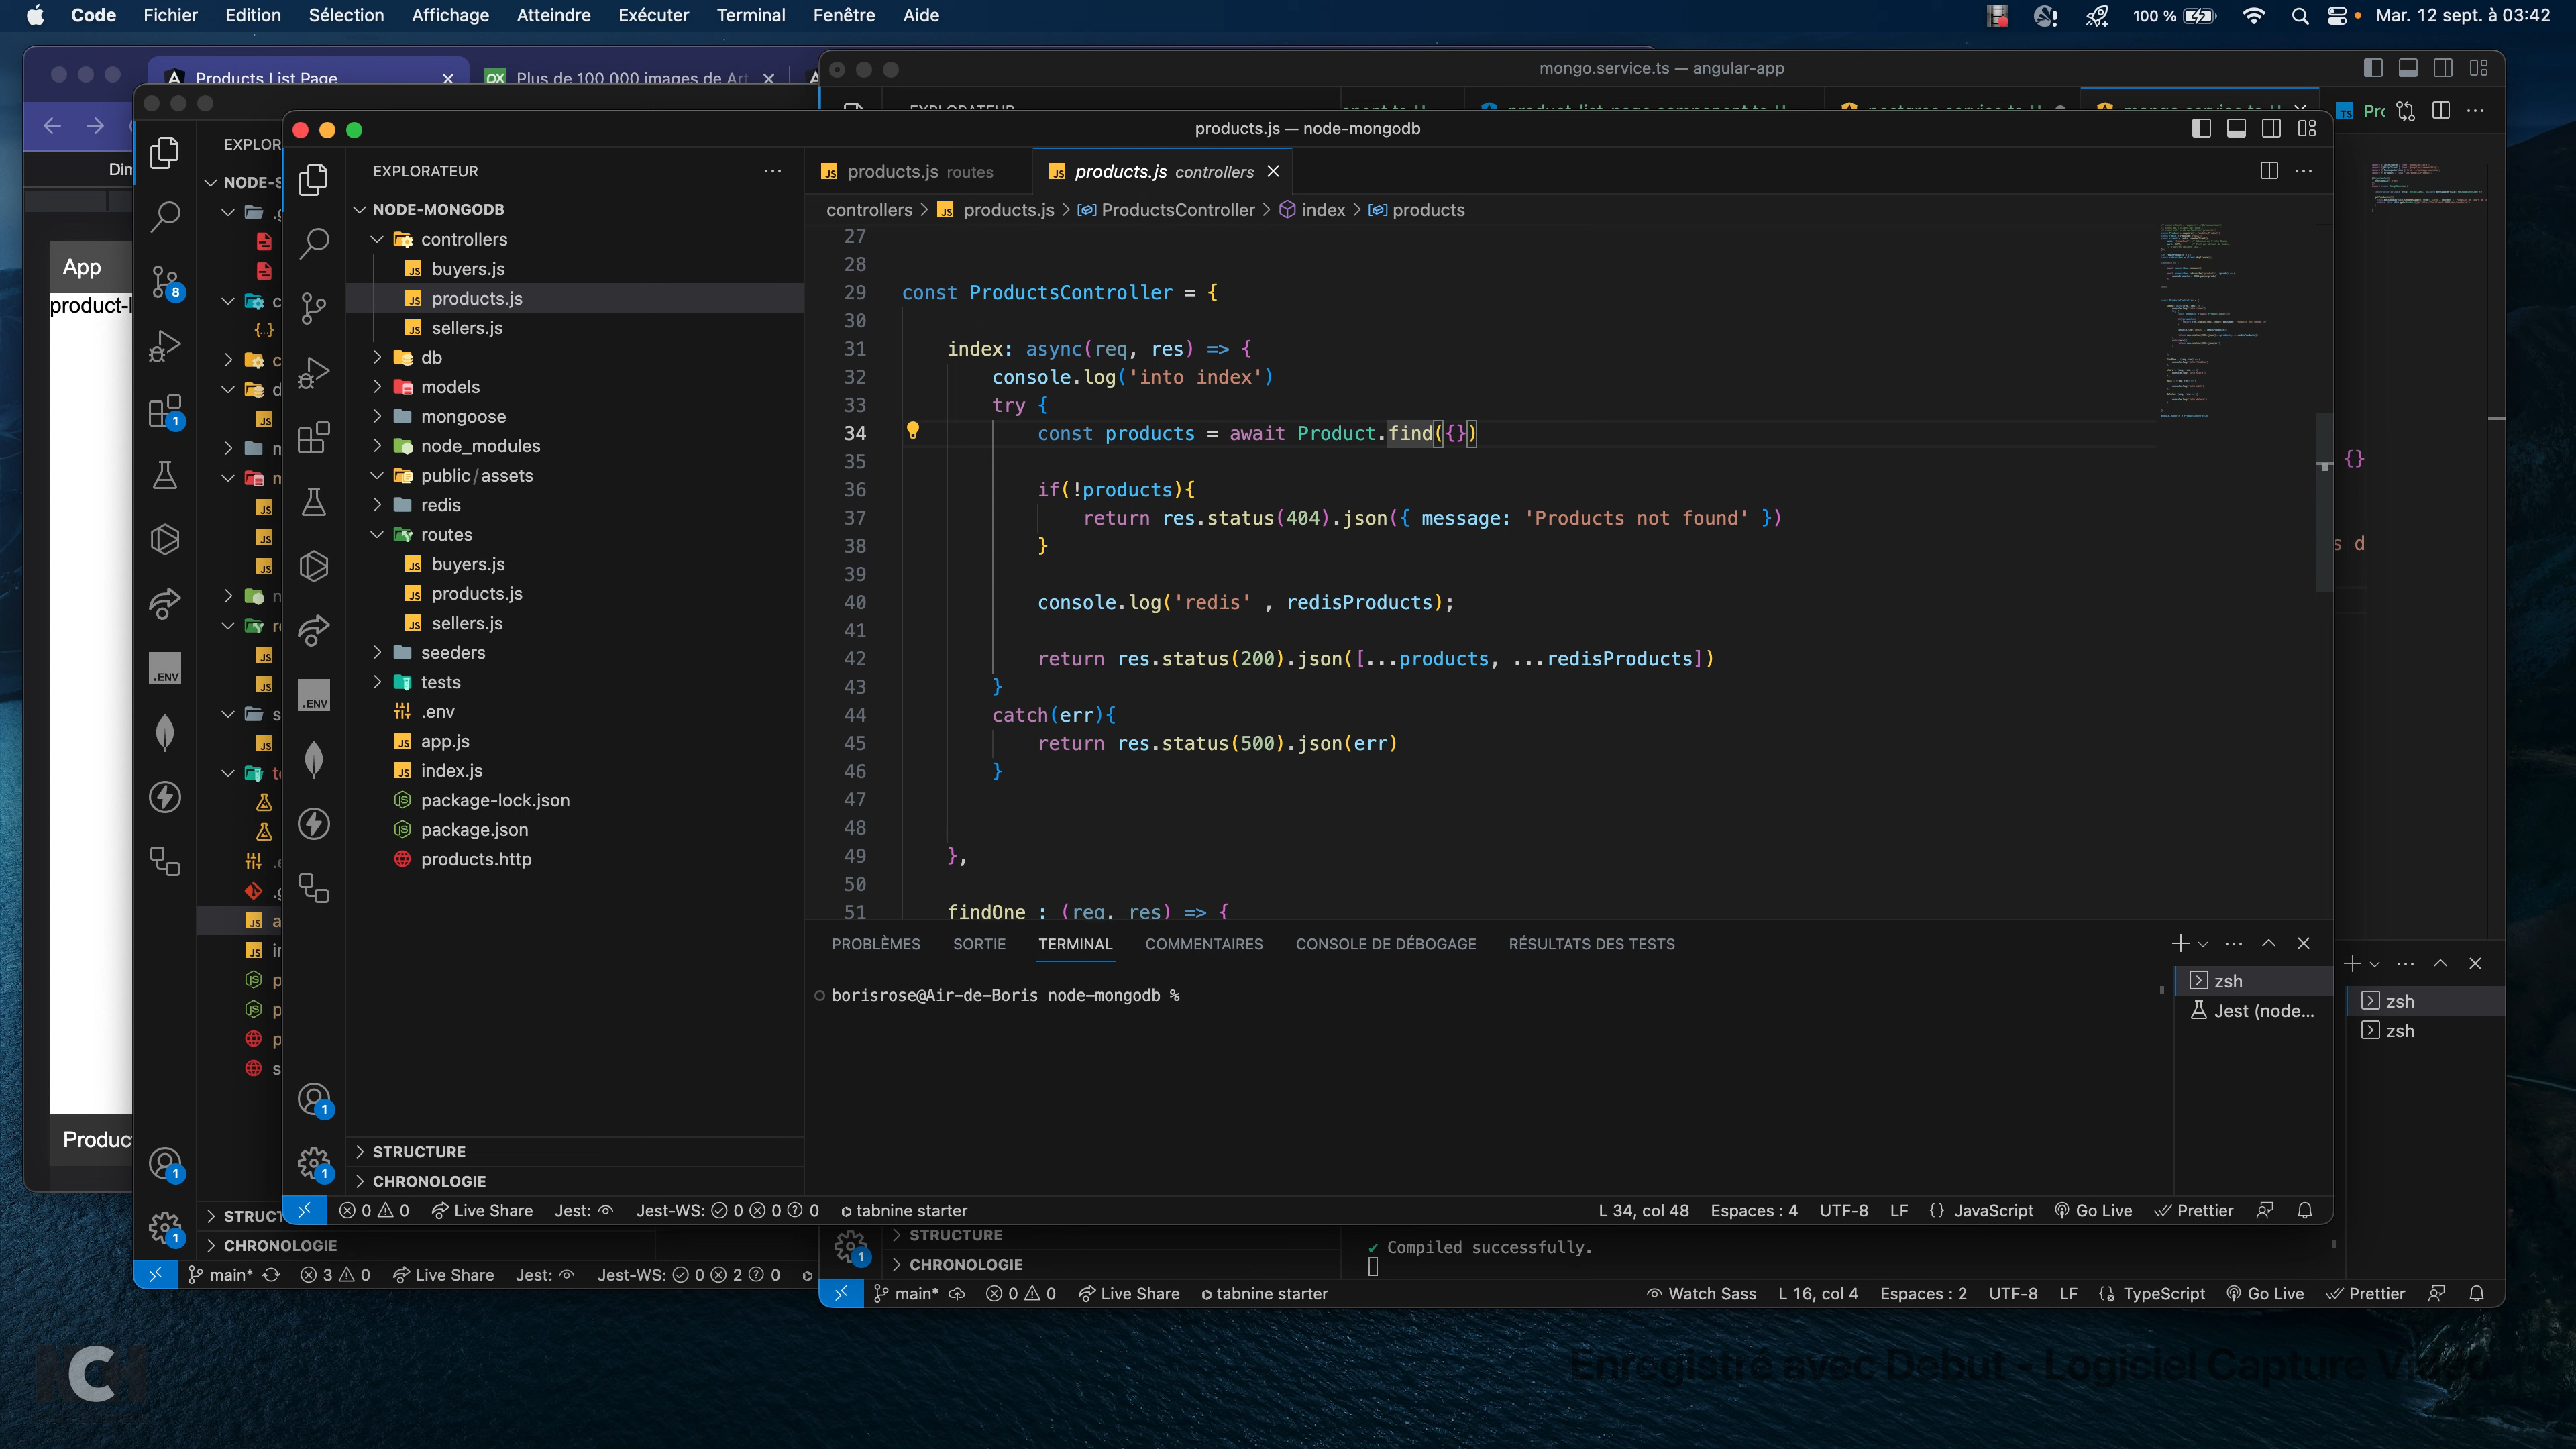 Code Fichier Edition Sélection Affichage Atteindre Exécuter Terminal Fenêtre Aide 100 % Mar. 12 sept. à 03:42
Products List Page
Plus de 100 000 images de Art
mongo.service.ts — angular-app
EXPLORATEUR
products.js — node-mongodb
App
Produc
EXPLORATEUR
NODE-MONGODB
controllers
buyers.js
products.js
sellers.js
db
models
mongoose
node_modules
public/assets
redis
routes
buyers.js
products.js
sellers.js
seeders
tests
.env
app.js
index.js
package-lock.json
package.json
products.http
STRUCTURE
CHRONOLOGIE
products.js routes
products.js controllers
controllers > products.js > ProductsController > index > products
27
28
29 const ProductsController = {
30
31 index: async(req, res) => {
32 console.log('into index')
33 try {
34 const products = await Product.find({})
35
36 if(!products){
37 return res.status(404).json({ message: 'Products not found' })
38 }
39
40 console.log('redis' , redisProducts);
41
42 return res.status(200).json([...products, ...redisProducts])
43 }
44 catch(err){
45 return res.status(500).json(err)
46 }
47
48
49 },
50
51 findOne : (req, res) => {
PROBLÈMES SORTIE TERMINAL COMMENTAIRES CONSOLE DE DÉBOGAGE RÉSULTATS DES TESTS
borisrose@Air-de-Boris node-mongodb %
zsh
Jest (node...
zsh
zsh
0 0 Live Share Jest: Jest-WS: 0 0 0 tabnine starter L 34, col 48 Espaces : 4 UTF-8 LF {} JavaScript Go Live Prettier
STRUCTURE
CHRONOLOGIE
✔ Compiled successfully.
CHRONOLOGIE
main* 3 0 Live Share Jest: Jest-WS: 0 2 0
main* 0 0 Live Share tabnine starter Watch Sass L 16, col 4 Espaces : 2 UTF-8 LF TypeScript Go Live Prettier
Enregistré avec Debut - Logiciel Capture